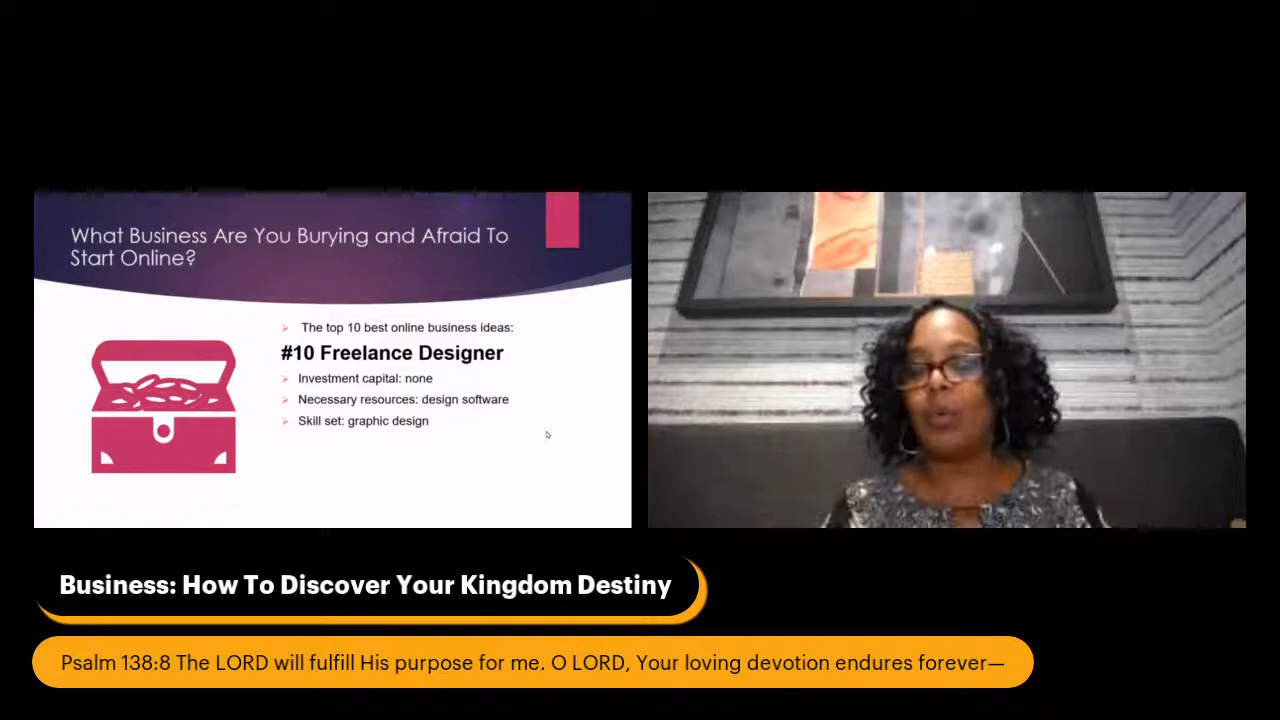 What Business Are You Burying and Afraid To
Start Online?
The top 10 best online business ideas:
#10 Freelance Designer
Investment capital: none
Necessary resources: design software
Skill set: graphic design
Business: How To Discover Your Kingdom Destiny
Psalm 138:8 The LORD will fulfill His purpose for me. O LORD, Your loving devotion endures forever—